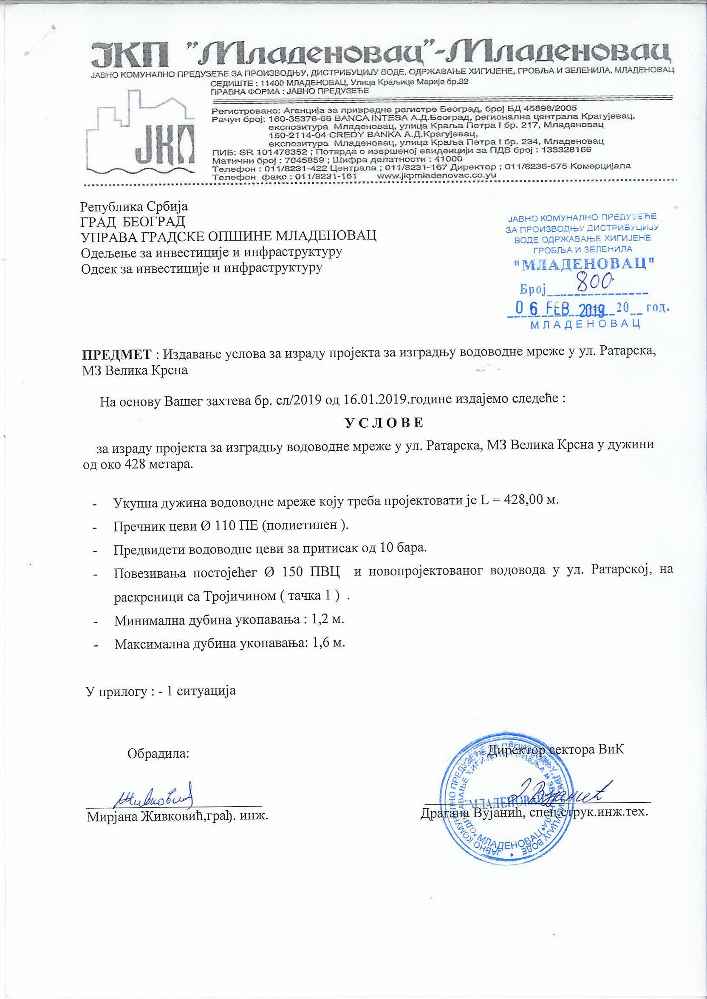 ЈКП "Младеновац"-Младеновац
ЈАВНО КОМУНАЛНО ПРЕДУЗЕЋЕ ЗА ПРОИЗВОДЊУ, ДИСТРИБУЦИЈУ ВОДЕ, ОДРЖАВАЊЕ ХИГИЈЕНЕ, ГРОБЉА И ЗЕЛЕНИЛА, МЛАДЕНОВАЦ
СЕДИШТЕ : 11400 МЛАДЕНОВАЦ, Улица Краљице Марије бр.32
ПРАВНА ФОРМА : ЈАВНО ПРЕДУЗЕЋЕ
ЈКП
Регистровано: Агенција за привредне регистре Београд, број БД 45898/2005
Рачун број: 160-35376-66 BANCA INTESA А.Д.Београд, регионална централа Крагујевац,
експозитура Младеновац, улица Краља Петра I бр. 217, Младеновац
150-2114-04 CREDY BANKA А.Д.Крагујевац,
експозитура Младеновац, улица Краља Петра I бр. 234, Младеновац
ПИБ: SR 101478352 ; Потврда о извршеној евиденцији за ПДВ број : 133328166
Матични број : 7045859 ; Шифра делатности : 41000
Телефон : 011/8231-422 Централа ; 011/8231-167 Директор ; 011/8236-575 Комерцијала
Телефон факс : 011/8231-161 www.jkpmladenovac.co.yu
Република Србија
ГРАД БЕОГРАД
УПРАВА ГРАДСКЕ ОПШИНЕ МЛАДЕНОВАЦ
Одељење за инвестиције и инфраструктуру
Одсек за инвестиције и инфраструктуру
ЈАВНО КОМУНАЛНО ПРЕДУЗЕЋЕ
ЗА ПРОИЗВОДЊУ ДИСТРИБУЦИЈУ
ВОДЕ ОДРЖАВАЊЕ ХИГИЈЕНЕ
ГРОБЉА И ЗЕЛЕНИЛА
"МЛАДЕНОВАЦ"
Број 800
06 FEB 2019 20__ год.
МЛАДЕНОВАЦ
ПРЕДМЕТ : Издавање услова за израду пројекта за изградњу водоводне мреже у ул. Ратарска,
МЗ Велика Крсна
На основу Вашег захтева бр. сл/2019 од 16.01.2019.године издајемо следеће :
У С Л О В Е
за израду пројекта за изградњу водоводне мреже у ул. Ратарска, МЗ Велика Крсна у дужини
од око 428 метара.
- Укупна дужина водоводне мреже коју треба пројектовати је L = 428,00 м.
- Пречник цеви Ø 110 ПЕ (полиетилен ).
- Предвидети водоводне цеви за притисак од 10 бара.
- Повезивања постојећег Ø 150 ПВЦ и новопројектованог водовода у ул. Ратарској, на
раскрсници са Тројичином ( тачка 1 ) .
- Минимална дубина укопавања : 1,2 м.
- Максимална дубина укопавања: 1,6 м.
У прилогу : - 1 ситуација
Обрадила:
Директор сектора ВиК
Живковић
Д Вујанић
Мирјана Живковић,грађ. инж.
Драгана Вујанић, спец.струк.инж.тех.
ЈАВНО КОМУНАЛНО ПРЕДУЗЕЋЕ ЗА ПРОИЗВОДЊУ, ДИСТРИБУЦИЈУ ВОДЕ
ОДРЖАВАЊЕ ХИГИЈЕНЕ ГРОБЉА И ЗЕЛЕНИЛА
"МЛАДЕНОВАЦ"
*МЛАДЕНОВАЦ*